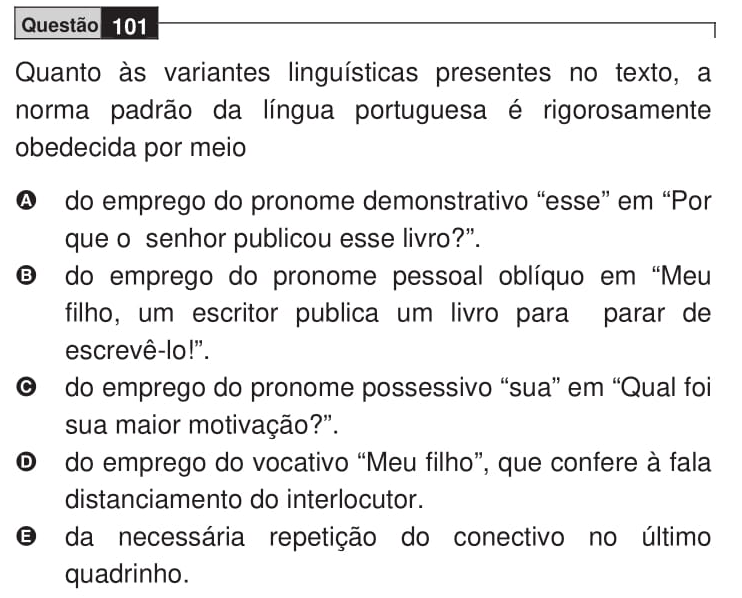 Questão 101
Quanto às variantes linguísticas presentes no texto, a
norma padrão da língua portuguesa é rigorosamente
obedecida por meio
A do emprego do pronome demonstrativo “esse” em “Por
que o senhor publicou esse livro?”.
B do emprego do pronome pessoal oblíquo em “Meu
filho, um escritor publica um livro para parar de
escrevê-lo!”.
C do emprego do pronome possessivo “sua” em “Qual foi
sua maior motivação?”.
D do emprego do vocativo “Meu filho”, que confere à fala
distanciamento do interlocutor.
E da necessária repetição do conectivo no último
quadrinho.